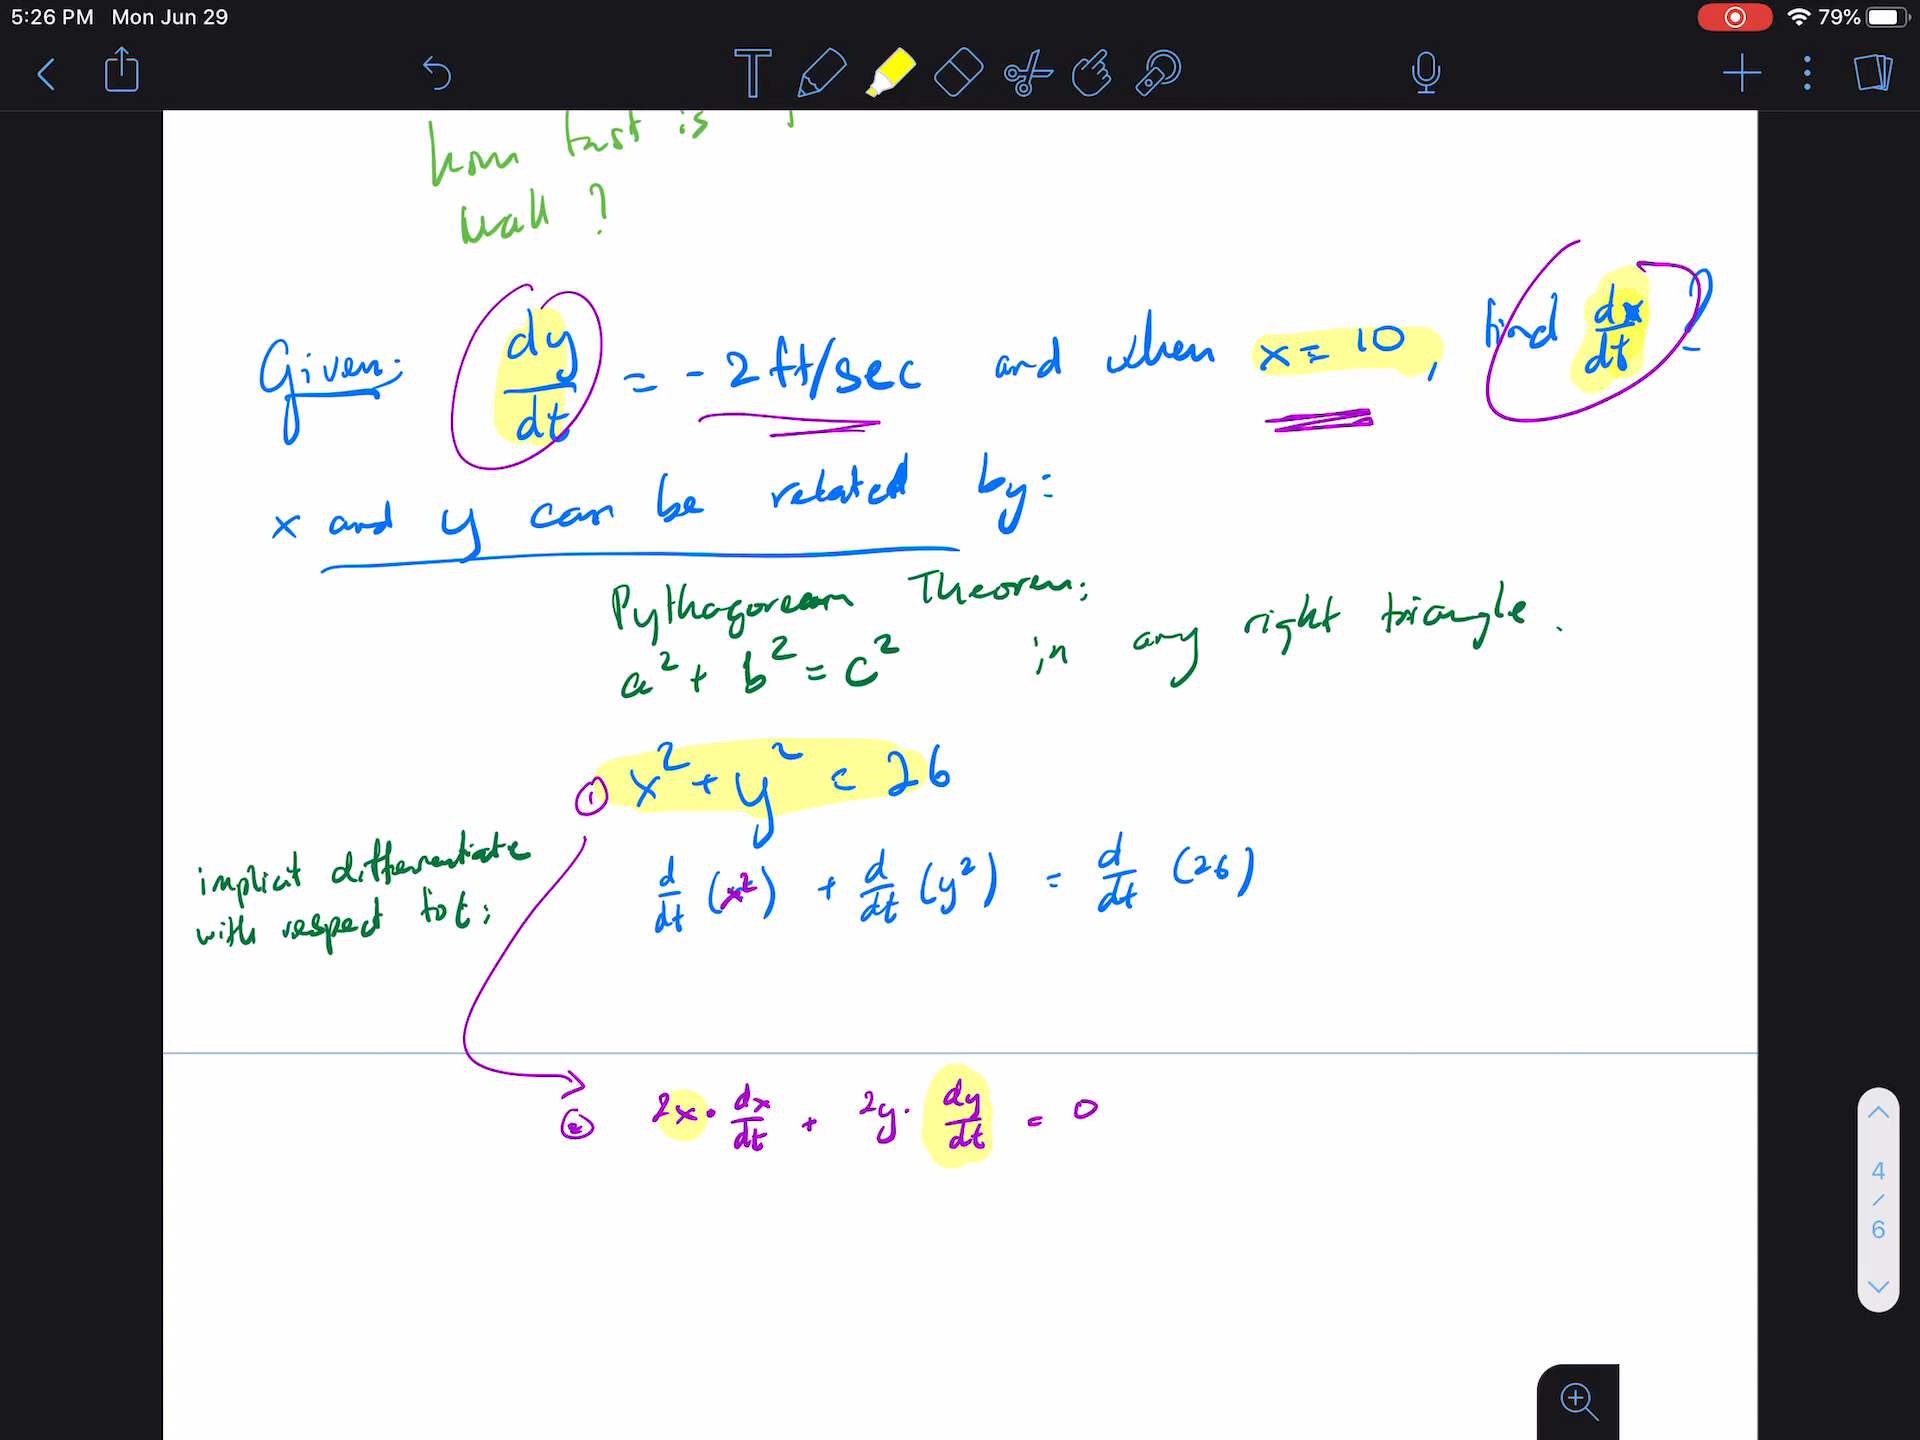 5:26 PM Mon Jun 29
79%
how fast is
wall ?
Given: dy/dt = -2 ft/sec and when x = 10, find dx/dt ?
x and y can be related by:
Pythagorean Theorem:
a² + b² = c² in any right triangle.
① x² + y² = 26
implicit differentiate
with respect to t:
d/dt (x²) + d/dt (y²) = d/dt (26)
② 2x · dx/dt + 2y · dy/dt = 0
4
/
6